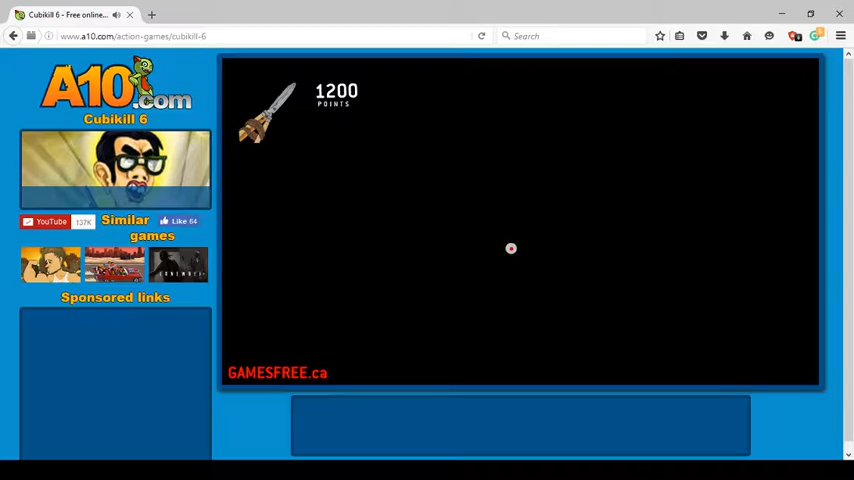 Cubikill 6 - Free online...
www.a10.com/action-games/cubikill-6
Search
A10.com
Cubikill 6
1200
POINTS
YouTube 137K
Similar games
Like 64
Sponsored links
GAMESFREE.ca